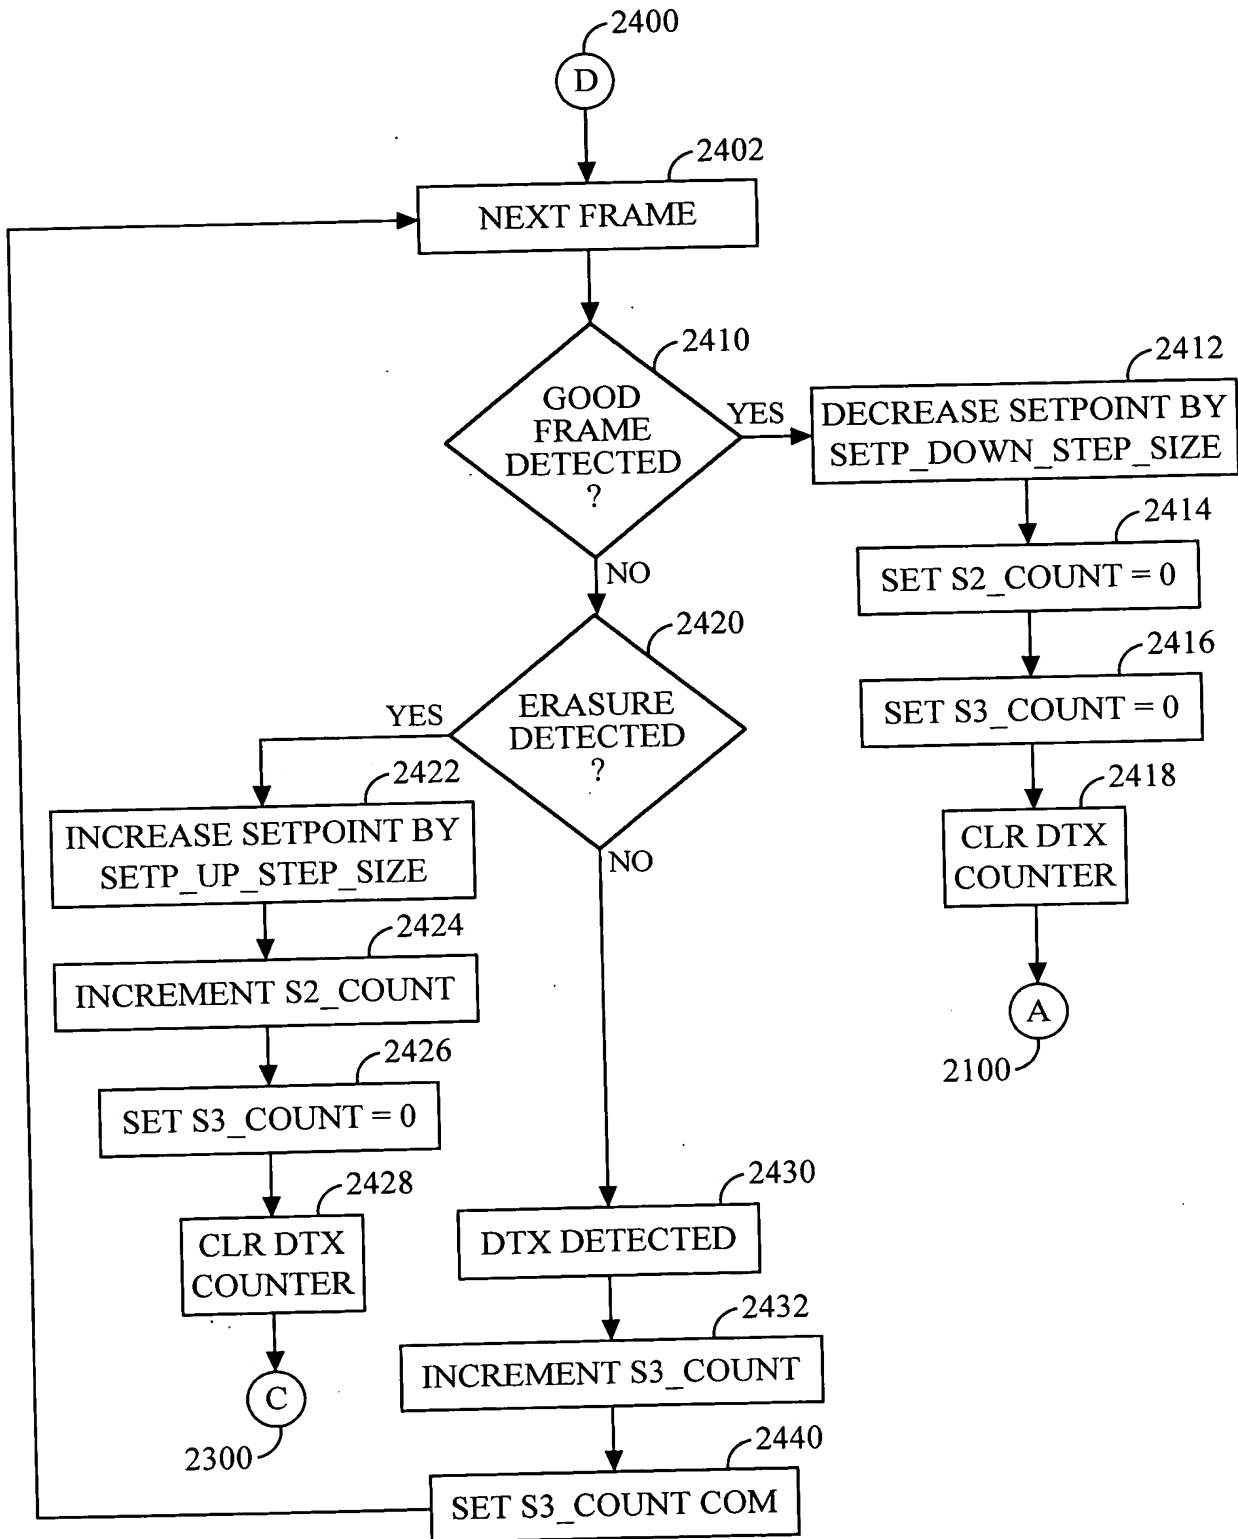 2400
D
2402
NEXT FRAME
2410
GOOD
FRAME
DETECTED
?
YES
2412
DECREASE SETPOINT BY
SETP_DOWN_STEP_SIZE
2414
SET S2_COUNT = 0
2416
SET S3_COUNT = 0
2418
CLR DTX
COUNTER
A
2100
NO
2420
ERASURE
DETECTED
?
YES
2422
INCREASE SETPOINT BY
SETP_UP_STEP_SIZE
2424
INCREMENT S2_COUNT
2426
SET S3_COUNT = 0
2428
CLR DTX
COUNTER
C
2300
NO
2430
DTX DETECTED
2432
INCREMENT S3_COUNT
2440
SET S3_COUNT COM